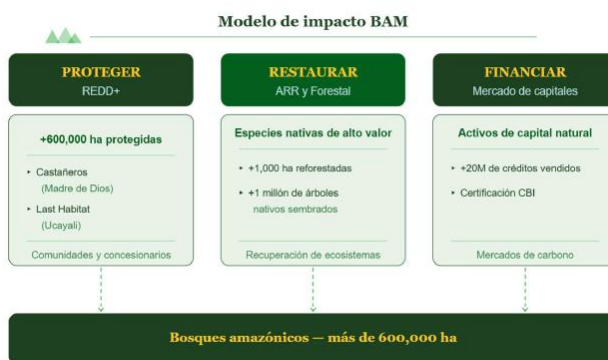 Modelo de impacto BAM
PROTEGER
REDD+
+600,000 ha protegidas
‣ Castañeros
(Madre de Dios)
‣ Last Habitat
(Ucayali)
Comunidades y concesionarios
RESTAURAR
ARR y Forestal
Especies nativas de alto valor
‣ +1,000 ha reforestadas
‣ +1 millón de árboles
nativos sembrados
Recuperación de ecosistemas
FINANCIAR
Mercado de capitales
Activos de capital natural
‣ +20M de créditos vendidos
‣ Certificación CBI
Mercados de carbono
Bosques amazónicos — más de 600,000 ha